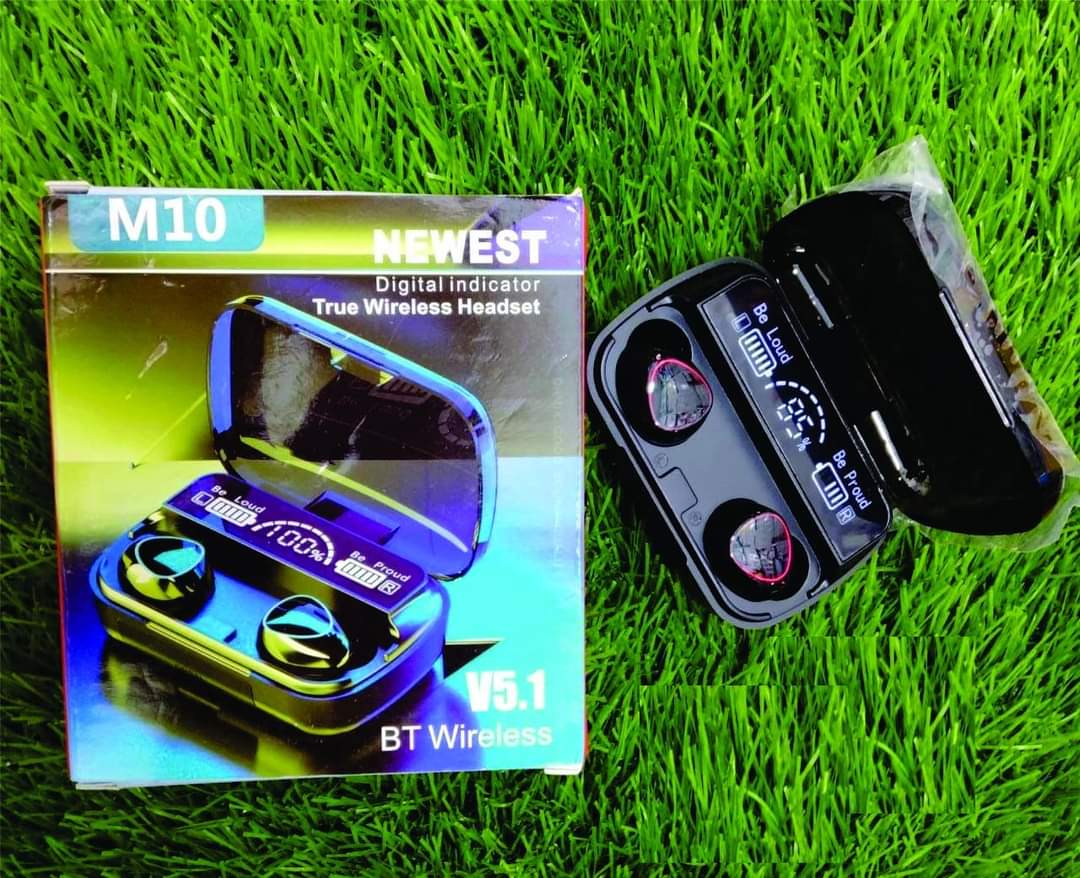 M10
NEWEST
Digital indicator
True Wireless Headset
Be Loud
L
100%
Be Proud
R
V5.1
BT Wireless
Be Loud
L
85%
Be Proud
R